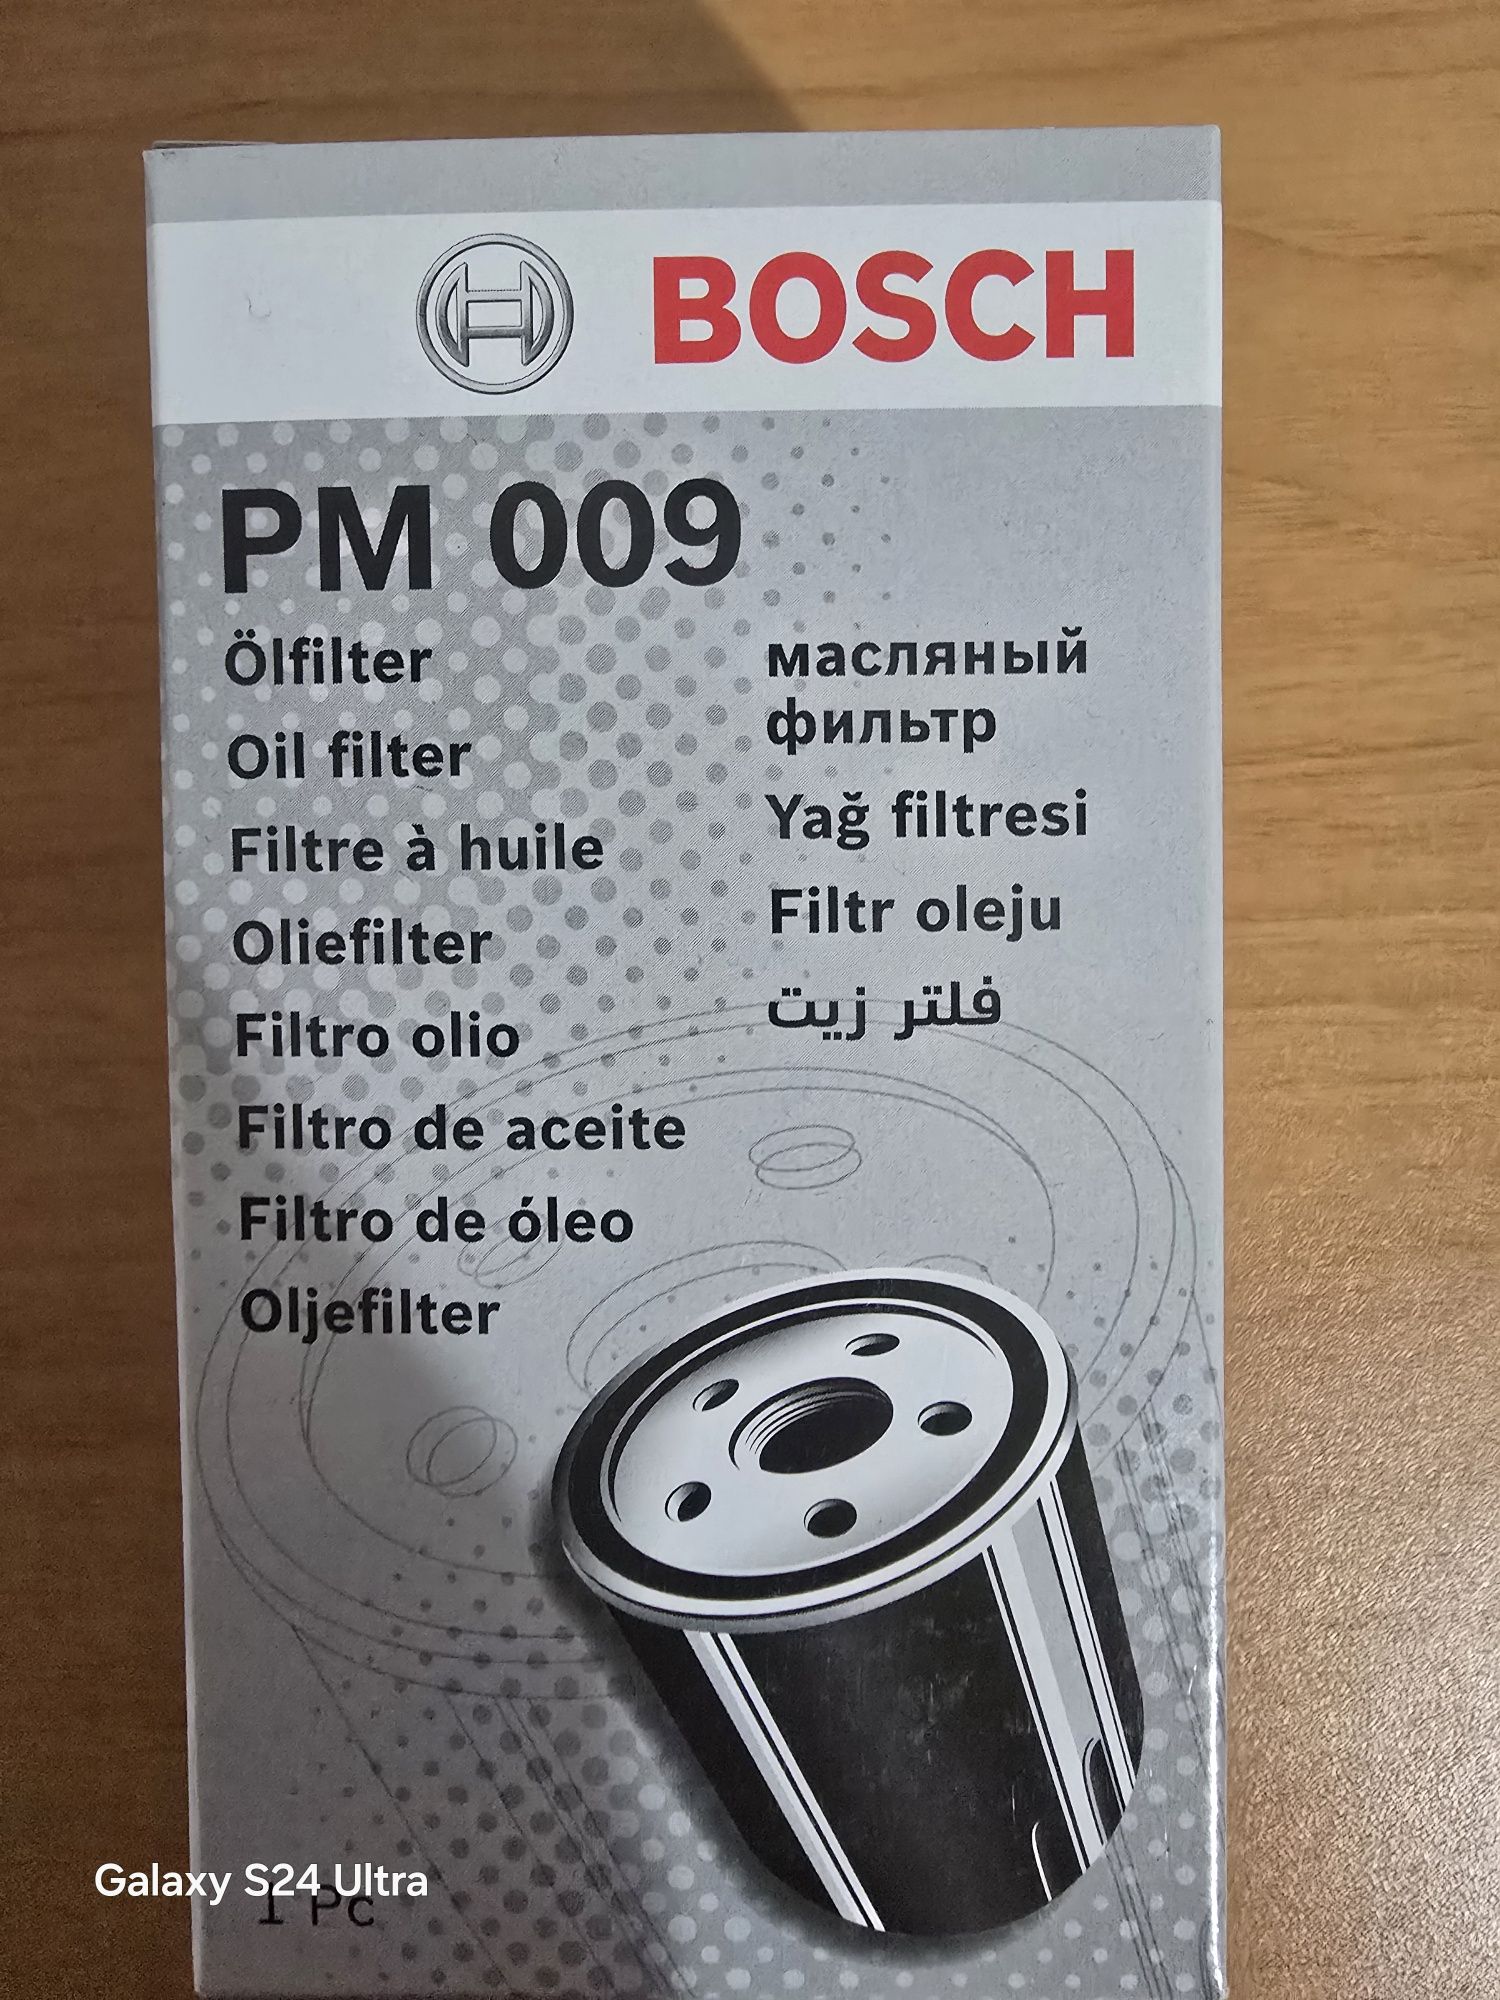 BOSCH
PM 009
Ölfilter
Oil filter
Filtre à huile
Oliefilter
Filtro olio
Filtro de aceite
Filtro de óleo
Oljefilter
масляный
фильтр
Yağ filtresi
Filtr oleju
فلتر زيت
Galaxy S24 Ultra
1 Pc